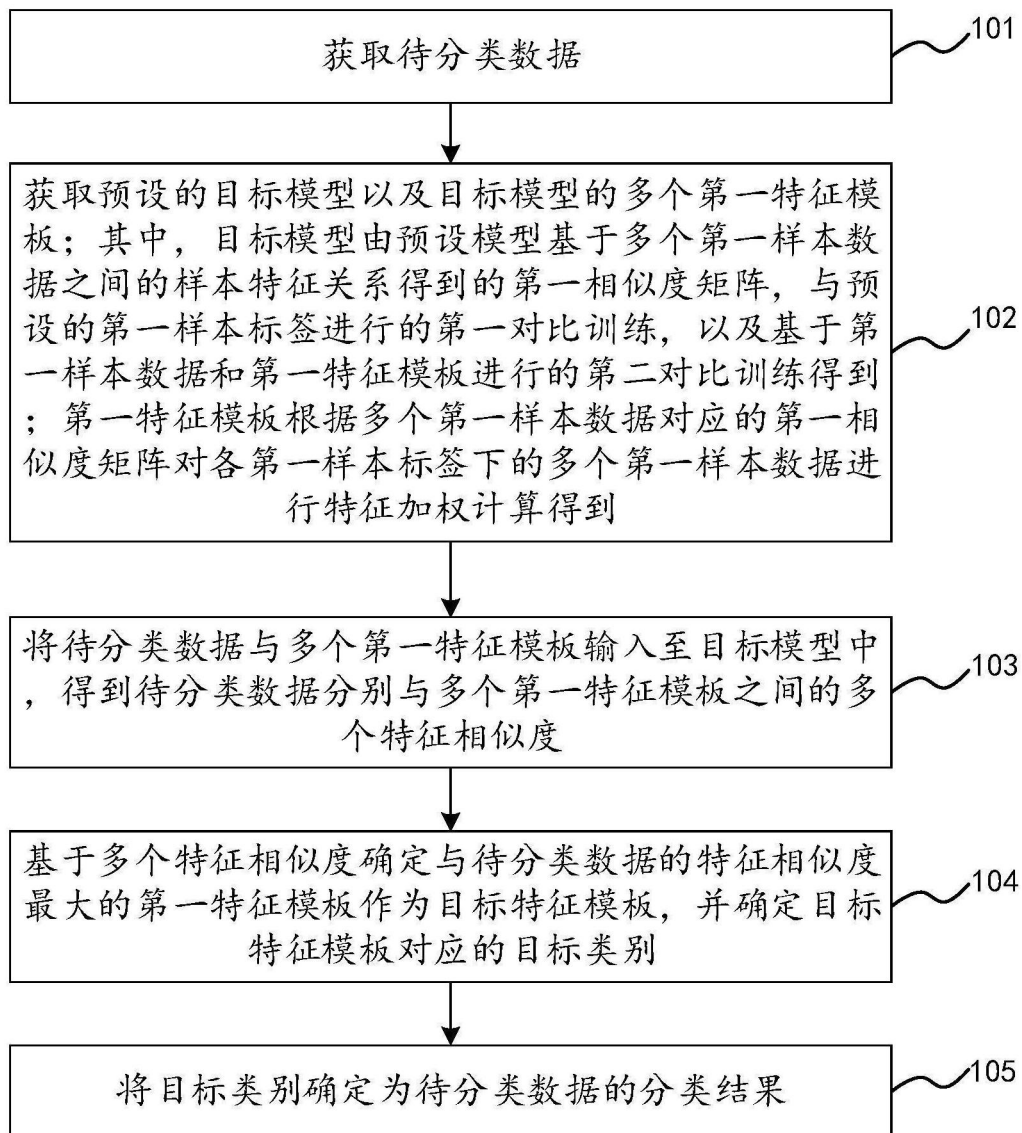 获取待分类数据
101
获取预设的目标模型以及目标模型的多个第一特征模
板；其中，目标模型由预设模型基于多个第一样本数
据之间的样本特征关系得到的第一相似度矩阵，与预
设的第一样本标签进行的第一对比训练，以及基于第
一样本数据和第一特征模板进行的第二对比训练得到
；第一特征模板根据多个第一样本数据对应的第一相
似度矩阵对各第一样本标签下的多个第一样本数据进
行特征加权计算得到
102
将待分类数据与多个第一特征模板输入至目标模型中
，得到待分类数据分别与多个第一特征模板之间的多
个特征相似度
103
基于多个特征相似度确定与待分类数据的特征相似度
最大的第一特征模板作为目标特征模板，并确定目标
特征模板对应的目标类别
104
将目标类别确定为待分类数据的分类结果
105